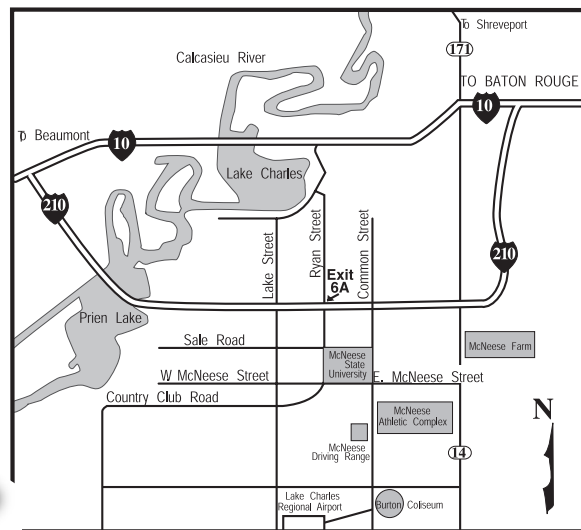 To Shreveport
171
Calcasieu River
TO BATON ROUGE
10
To Beaumont
10
Lake Charles
210
Lake Street
Ryan Street
Common Street
Exit
6A
210
Prien Lake
Sale Road
McNeese
State
University
McNeese Farm
W McNeese Street
E. McNeese Street
Country Club Road
McNeese
Athletic Complex
N
McNeese
Driving Range
14
Lake Charles
Regional Airport
Burton Coliseum